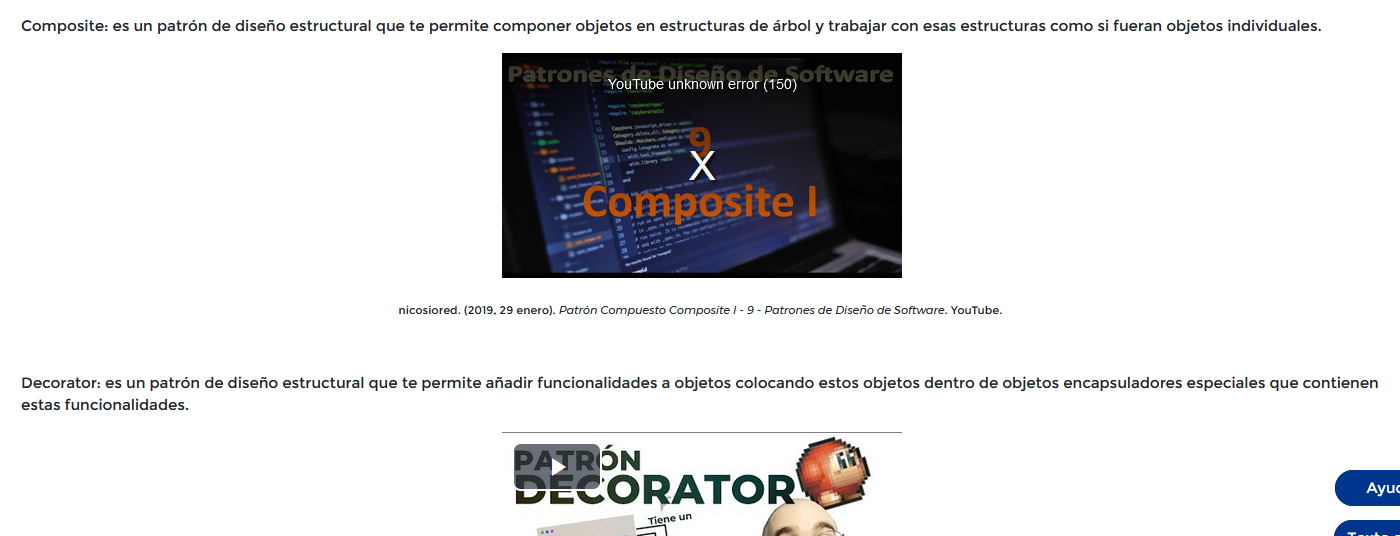 Composite: es un patrón de diseño estructural que te permite componer objetos en estructuras de árbol y trabajar con esas estructuras como si fueran objetos individuales.
Patrones de Diseño de Software
YouTube unknown error (150)
9
X
Composite I
nicosiored. (2019, 29 enero). Patrón Compuesto Composite I - 9 - Patrones de Diseño de Software. YouTube.
Decorator: es un patrón de diseño estructural que te permite añadir funcionalidades a objetos colocando estos objetos dentro de objetos encapsuladores especiales que contienen
estas funcionalidades.
PATRÓN
DECORATOR
Tiene un